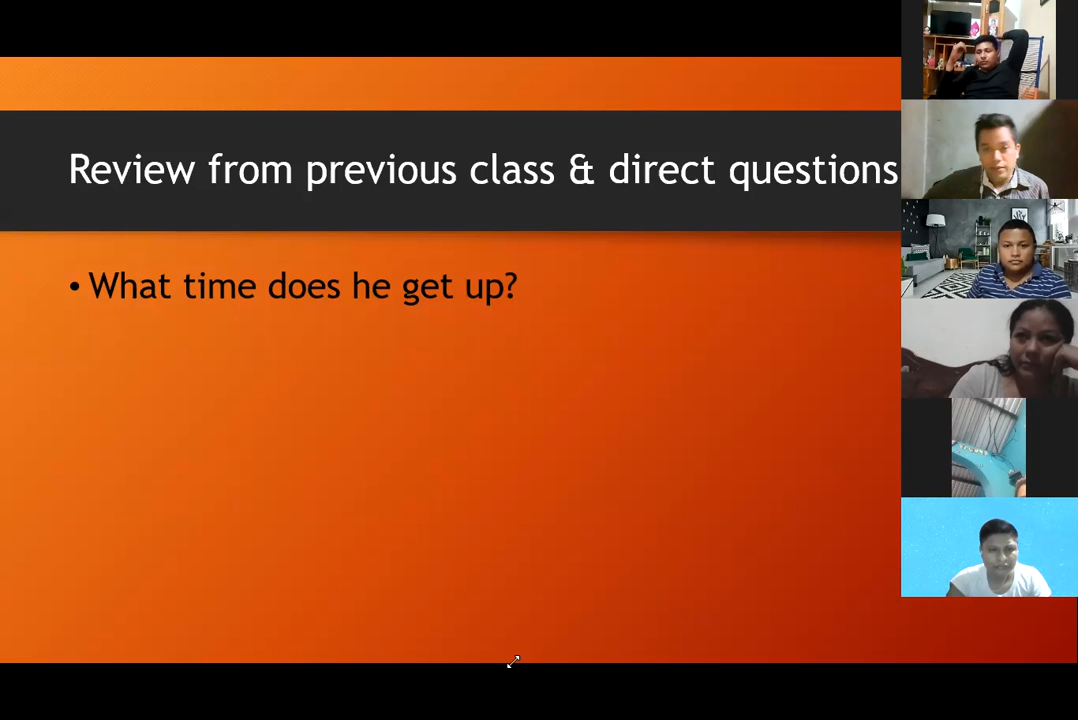 Review from previous class & direct questions
• What time does he get up?